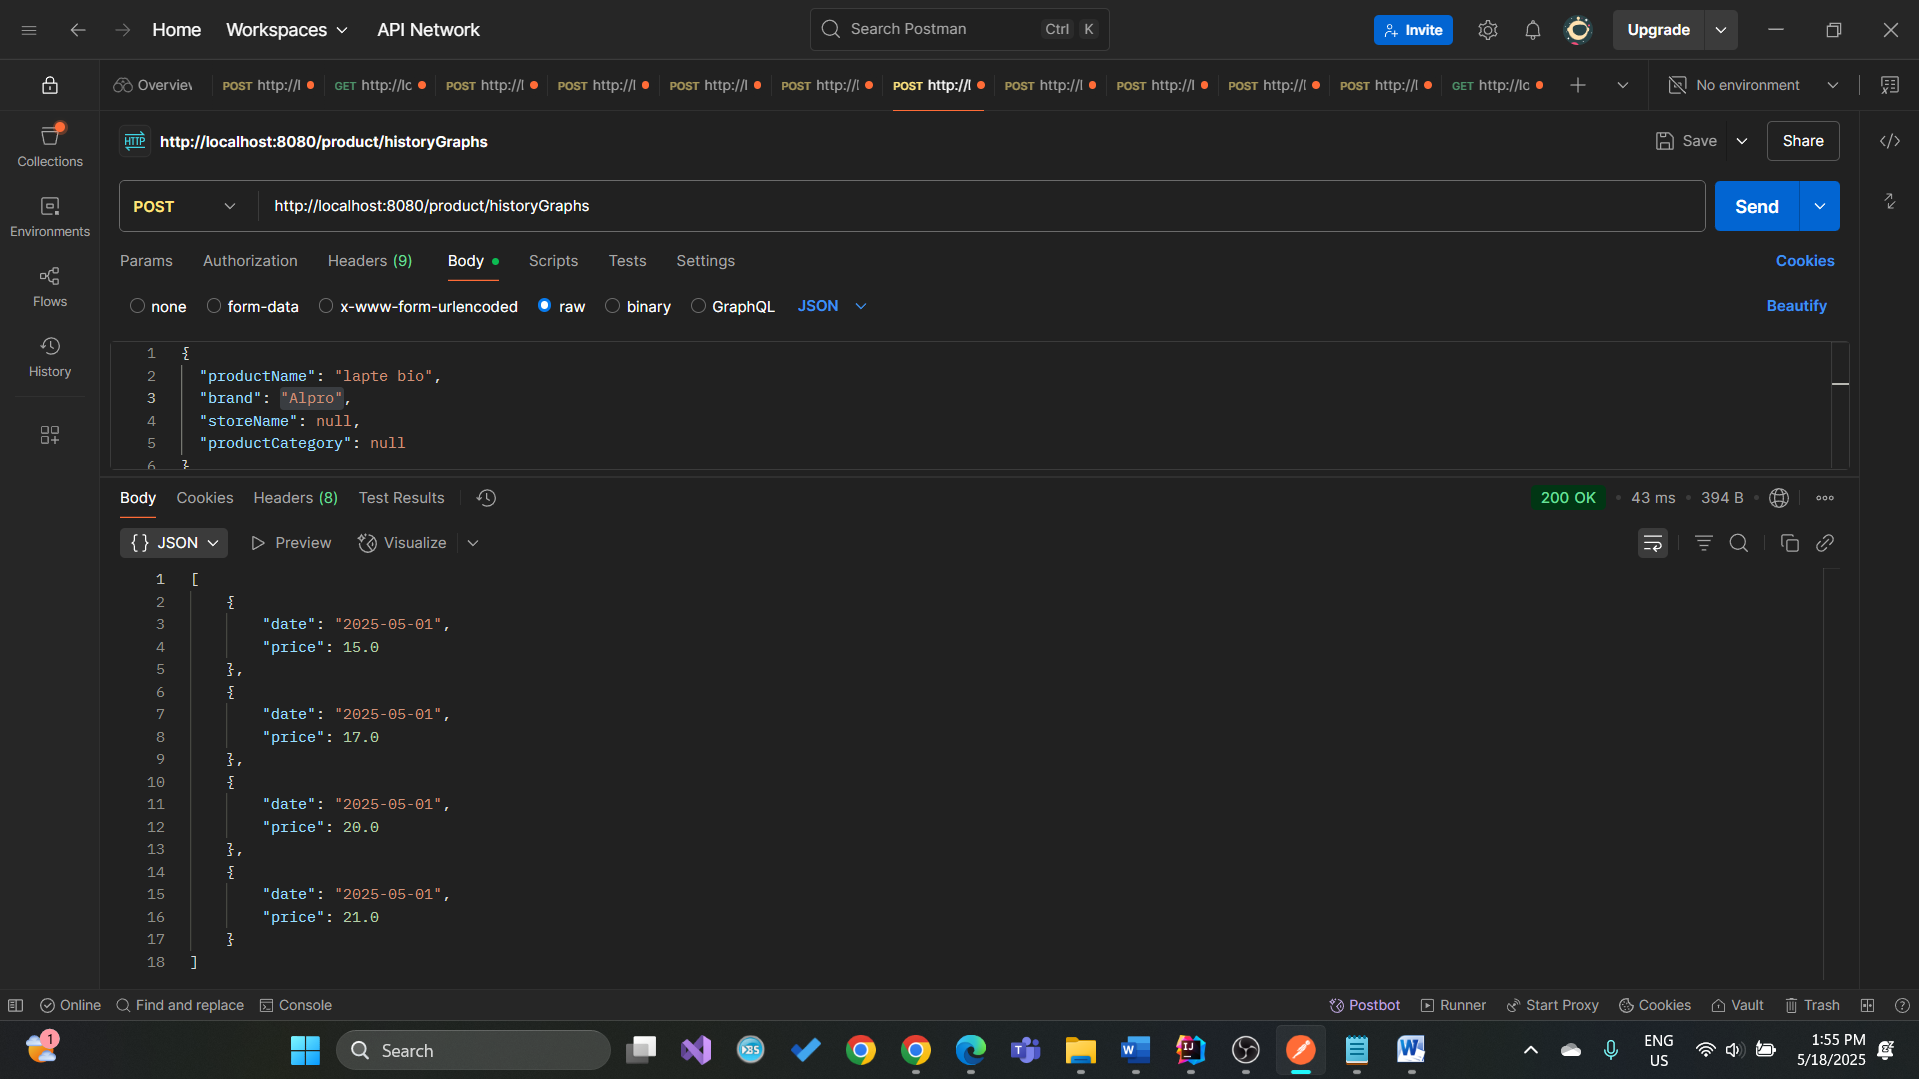 Home Workspaces API Network Search Postman Ctrl K Invite Upgrade
Overview POST http://l GET http://lc POST http://l POST http://l POST http://l POST http://l POST http://l POST http://l POST http://l POST http://l POST http://l GET http://lo No environment
HTTP http://localhost:8080/product/historyGraphs Save Share
Collections
Environments
Flows
History
POST http://localhost:8080/product/historyGraphs Send
Params Authorization Headers (9) Body Scripts Tests Settings Cookies
none form-data x-www-form-urlencoded raw binary GraphQL JSON Beautify
1 {
2 "productName": "lapte bio",
3 "brand": "Alpro",
4 "storeName": null,
5 "productCategory": null
6 }
Body Cookies Headers (8) Test Results 200 OK 43 ms 394 B
{} JSON Preview Visualize
1 [
2 {
3 "date": "2025-05-01",
4 "price": 15.0
5 },
6 {
7 "date": "2025-05-01",
8 "price": 17.0
9 },
10 {
11 "date": "2025-05-01",
12 "price": 20.0
13 },
14 {
15 "date": "2025-05-01",
16 "price": 21.0
17 }
18 ]
Online Find and replace Console Postbot Runner Start Proxy Cookies Vault Trash
1 Search ENG 1:55 PM
US 5/18/2025